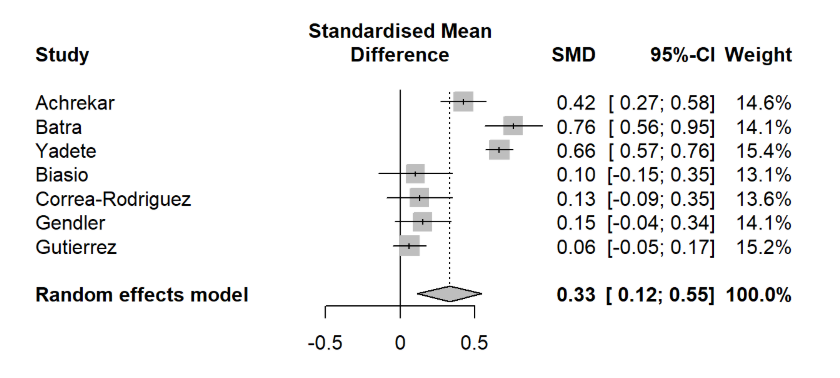 Standardised Mean
Study Difference SMD 95%-CI Weight
Achrekar 0.42 [ 0.27; 0.58] 14.6%
Batra 0.76 [ 0.56; 0.95] 14.1%
Yadete 0.66 [ 0.57; 0.76] 15.4%
Biasio 0.10 [-0.15; 0.35] 13.1%
Correa-Rodriguez 0.13 [-0.09; 0.35] 13.6%
Gendler 0.15 [-0.04; 0.34] 14.1%
Gutierrez 0.06 [-0.05; 0.17] 15.2%
Random effects model 0.33 [ 0.12; 0.55] 100.0%
-0.5 0 0.5